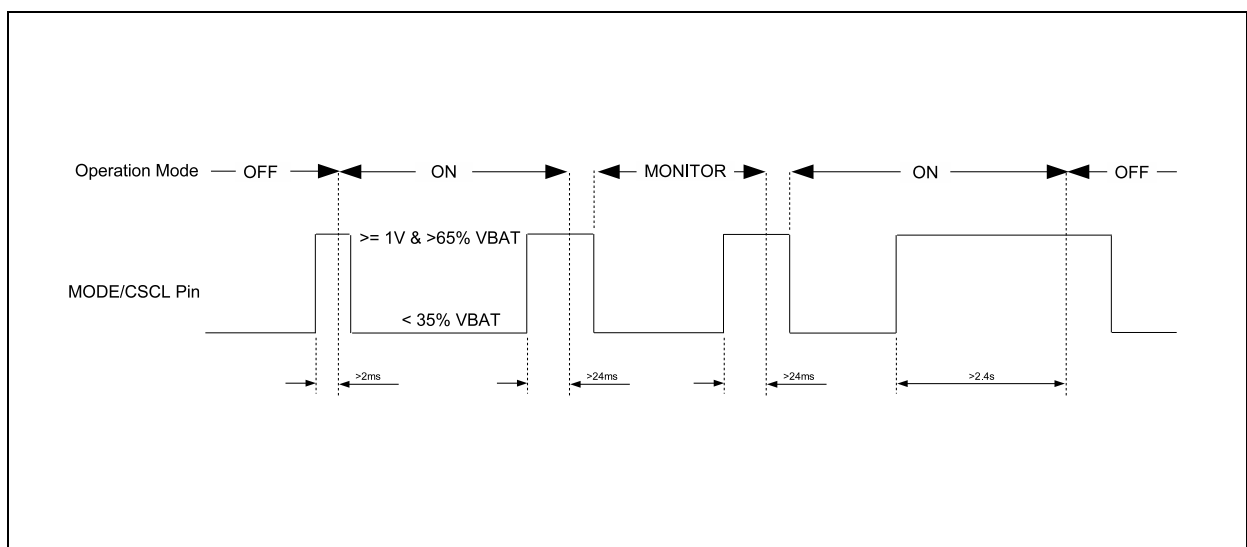 Operation Mode OFF ON MONITOR ON OFF
>= 1V & >65% VBAT
MODE/CSCL Pin
< 35% VBAT
>2ms >24ms >24ms >2.4s